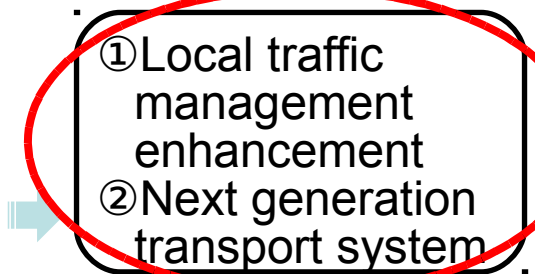 ①Local traffic
management
enhancement
②Next generation
transport system